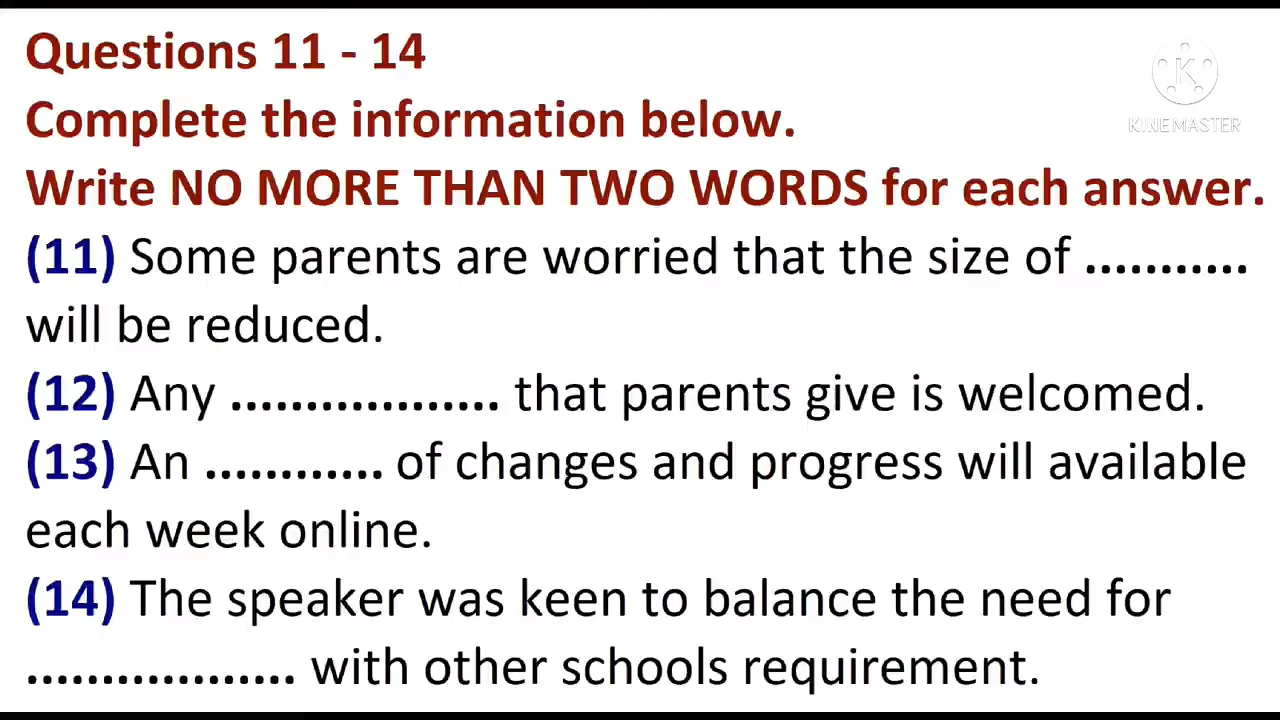 Questions 11 - 14
Complete the information below.
Write NO MORE THAN TWO WORDS for each answer.
(11) Some parents are worried that the size of ...........
will be reduced.
(12) Any .................. that parents give is welcomed.
(13) An ............ of changes and progress will available
each week online.
(14) The speaker was keen to balance the need for
.................. with other schools requirement.
K
KINEMASTER